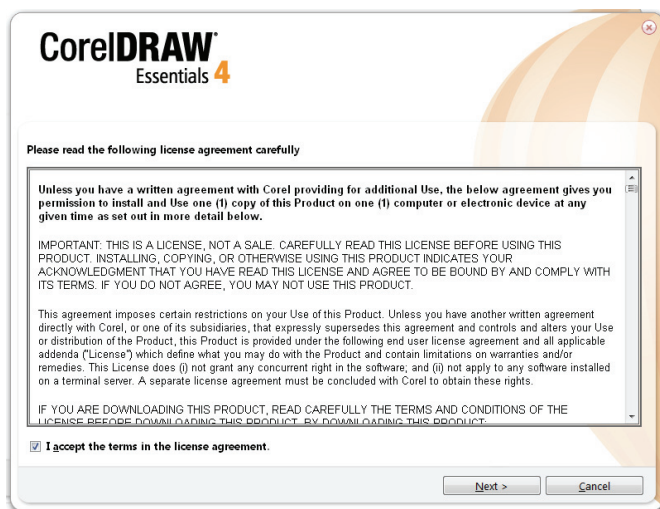 CorelDRAW®
Essentials 4
Please read the following license agreement carefully
Unless you have a written agreement with Corel providing for additional Use, the below agreement gives you
permission to install and Use one (1) copy of this Product on one (1) computer or electronic device at any
given time as set out in more detail below.
IMPORTANT: THIS IS A LICENSE, NOT A SALE. CAREFULLY READ THIS LICENSE BEFORE USING THIS
PRODUCT. INSTALLING, COPYING, OR OTHERWISE USING THIS PRODUCT INDICATES YOUR
ACKNOWLEDGMENT THAT YOU HAVE READ THIS LICENSE AND AGREE TO BE BOUND BY AND COMPLY WITH
ITS TERMS. IF YOU DO NOT AGREE, YOU MAY NOT USE THIS PRODUCT.
This agreement imposes certain restrictions on your Use of this Product. Unless you have another written agreement
directly with Corel, or one of its subsidiaries, that expressly supersedes this agreement and controls and alters your Use
or distribution of the Product, this Product is provided under the following end user license agreement and all applicable
addenda ("License") which define what you may do with the Product and contain limitations on warranties and/or
remedies. This License does (i) not grant any concurrent right in the software; and (ii) not apply to any software installed
on a terminal server. A separate license agreement must be concluded with Corel to obtain these rights.
IF YOU ARE DOWNLOADING THIS PRODUCT, READ CAREFULLY THE TERMS AND CONDITIONS OF THE
LICENSE BEFORE DOWNLOADING THIS PRODUCT. BY DOWNLOADING THIS PRODUCT:
I accept the terms in the license agreement.
Next >
Cancel